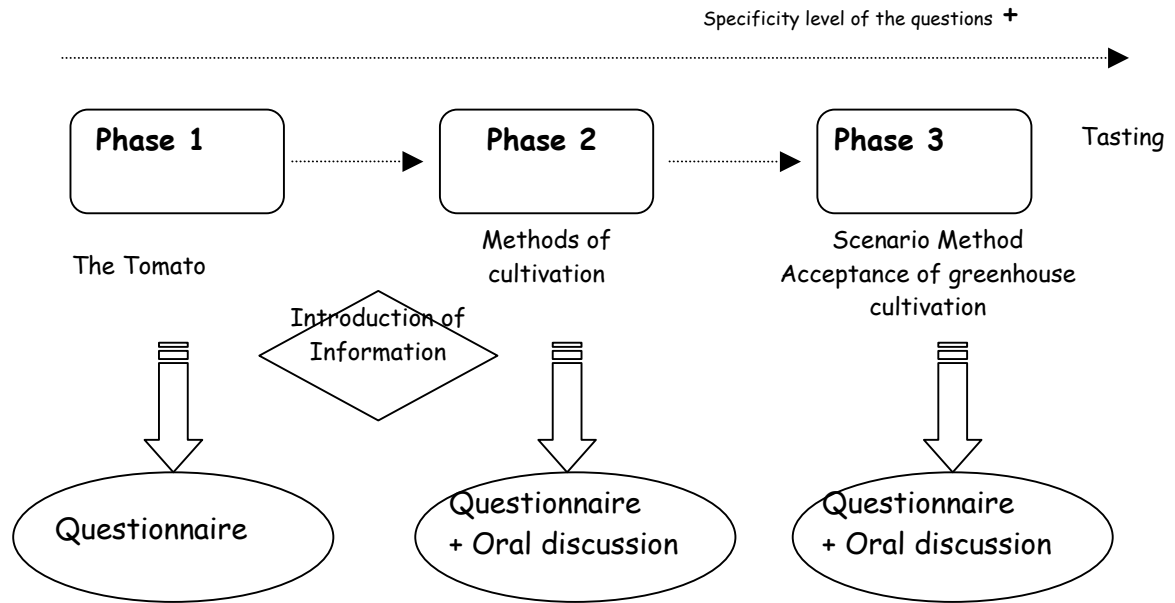 Specificity level of the questions +
Phase 1
Phase 2
Phase 3
Tasting
The Tomato
Methods of
cultivation
Scenario Method
Acceptance of greenhouse
cultivation
Introduction of
Information
Questionnaire
Questionnaire
+ Oral discussion
Questionnaire
+ Oral discussion